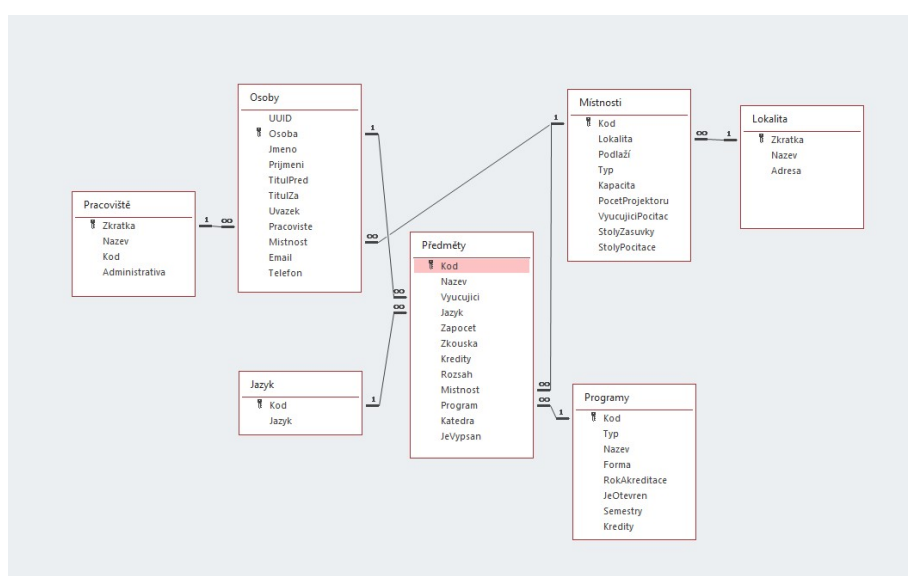 Osoby
UUID
Osoba
Jmeno
Prijmeni
TitulPred
TitulZa
Uvazek
Pracoviste
Mistnost
Email
Telefon
1
∞
Místnosti
Kod
Lokalita
Podlaží
Typ
Kapacita
PocetProjektoru
VyucujiciPocitac
StolyZasuvky
StolyPocitace
1
∞ 1
Lokalita
Zkratka
Nazev
Adresa
Pracoviště
Zkratka
Nazev
Kod
Administrativa
1 ∞
Předměty
Kod
Nazev
Vyucujici
Jazyk
Zapocet
Zkouska
Kredity
Rozsah
Mistnost
Program
Katedra
JeVypsan
∞
∞
∞
∞
Jazyk
Kod
Jazyk
1
Programy
Kod
Typ
Nazev
Forma
RokAkreditace
JeOtevren
Semestry
Kredity
1